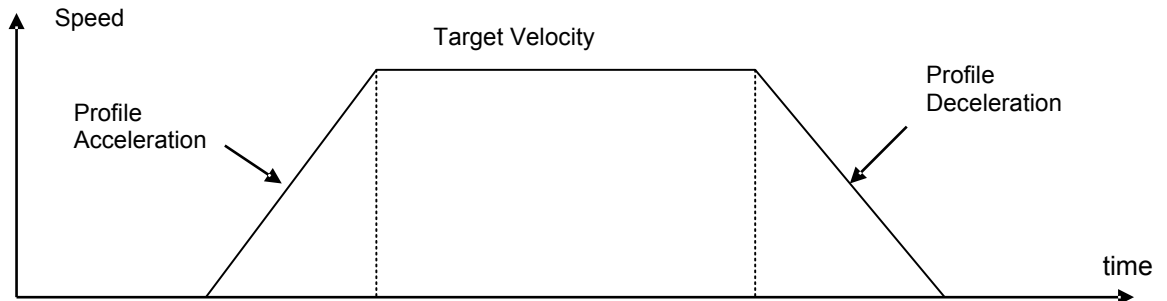 Speed
Target Velocity
Profile
Acceleration
Profile
Deceleration
time